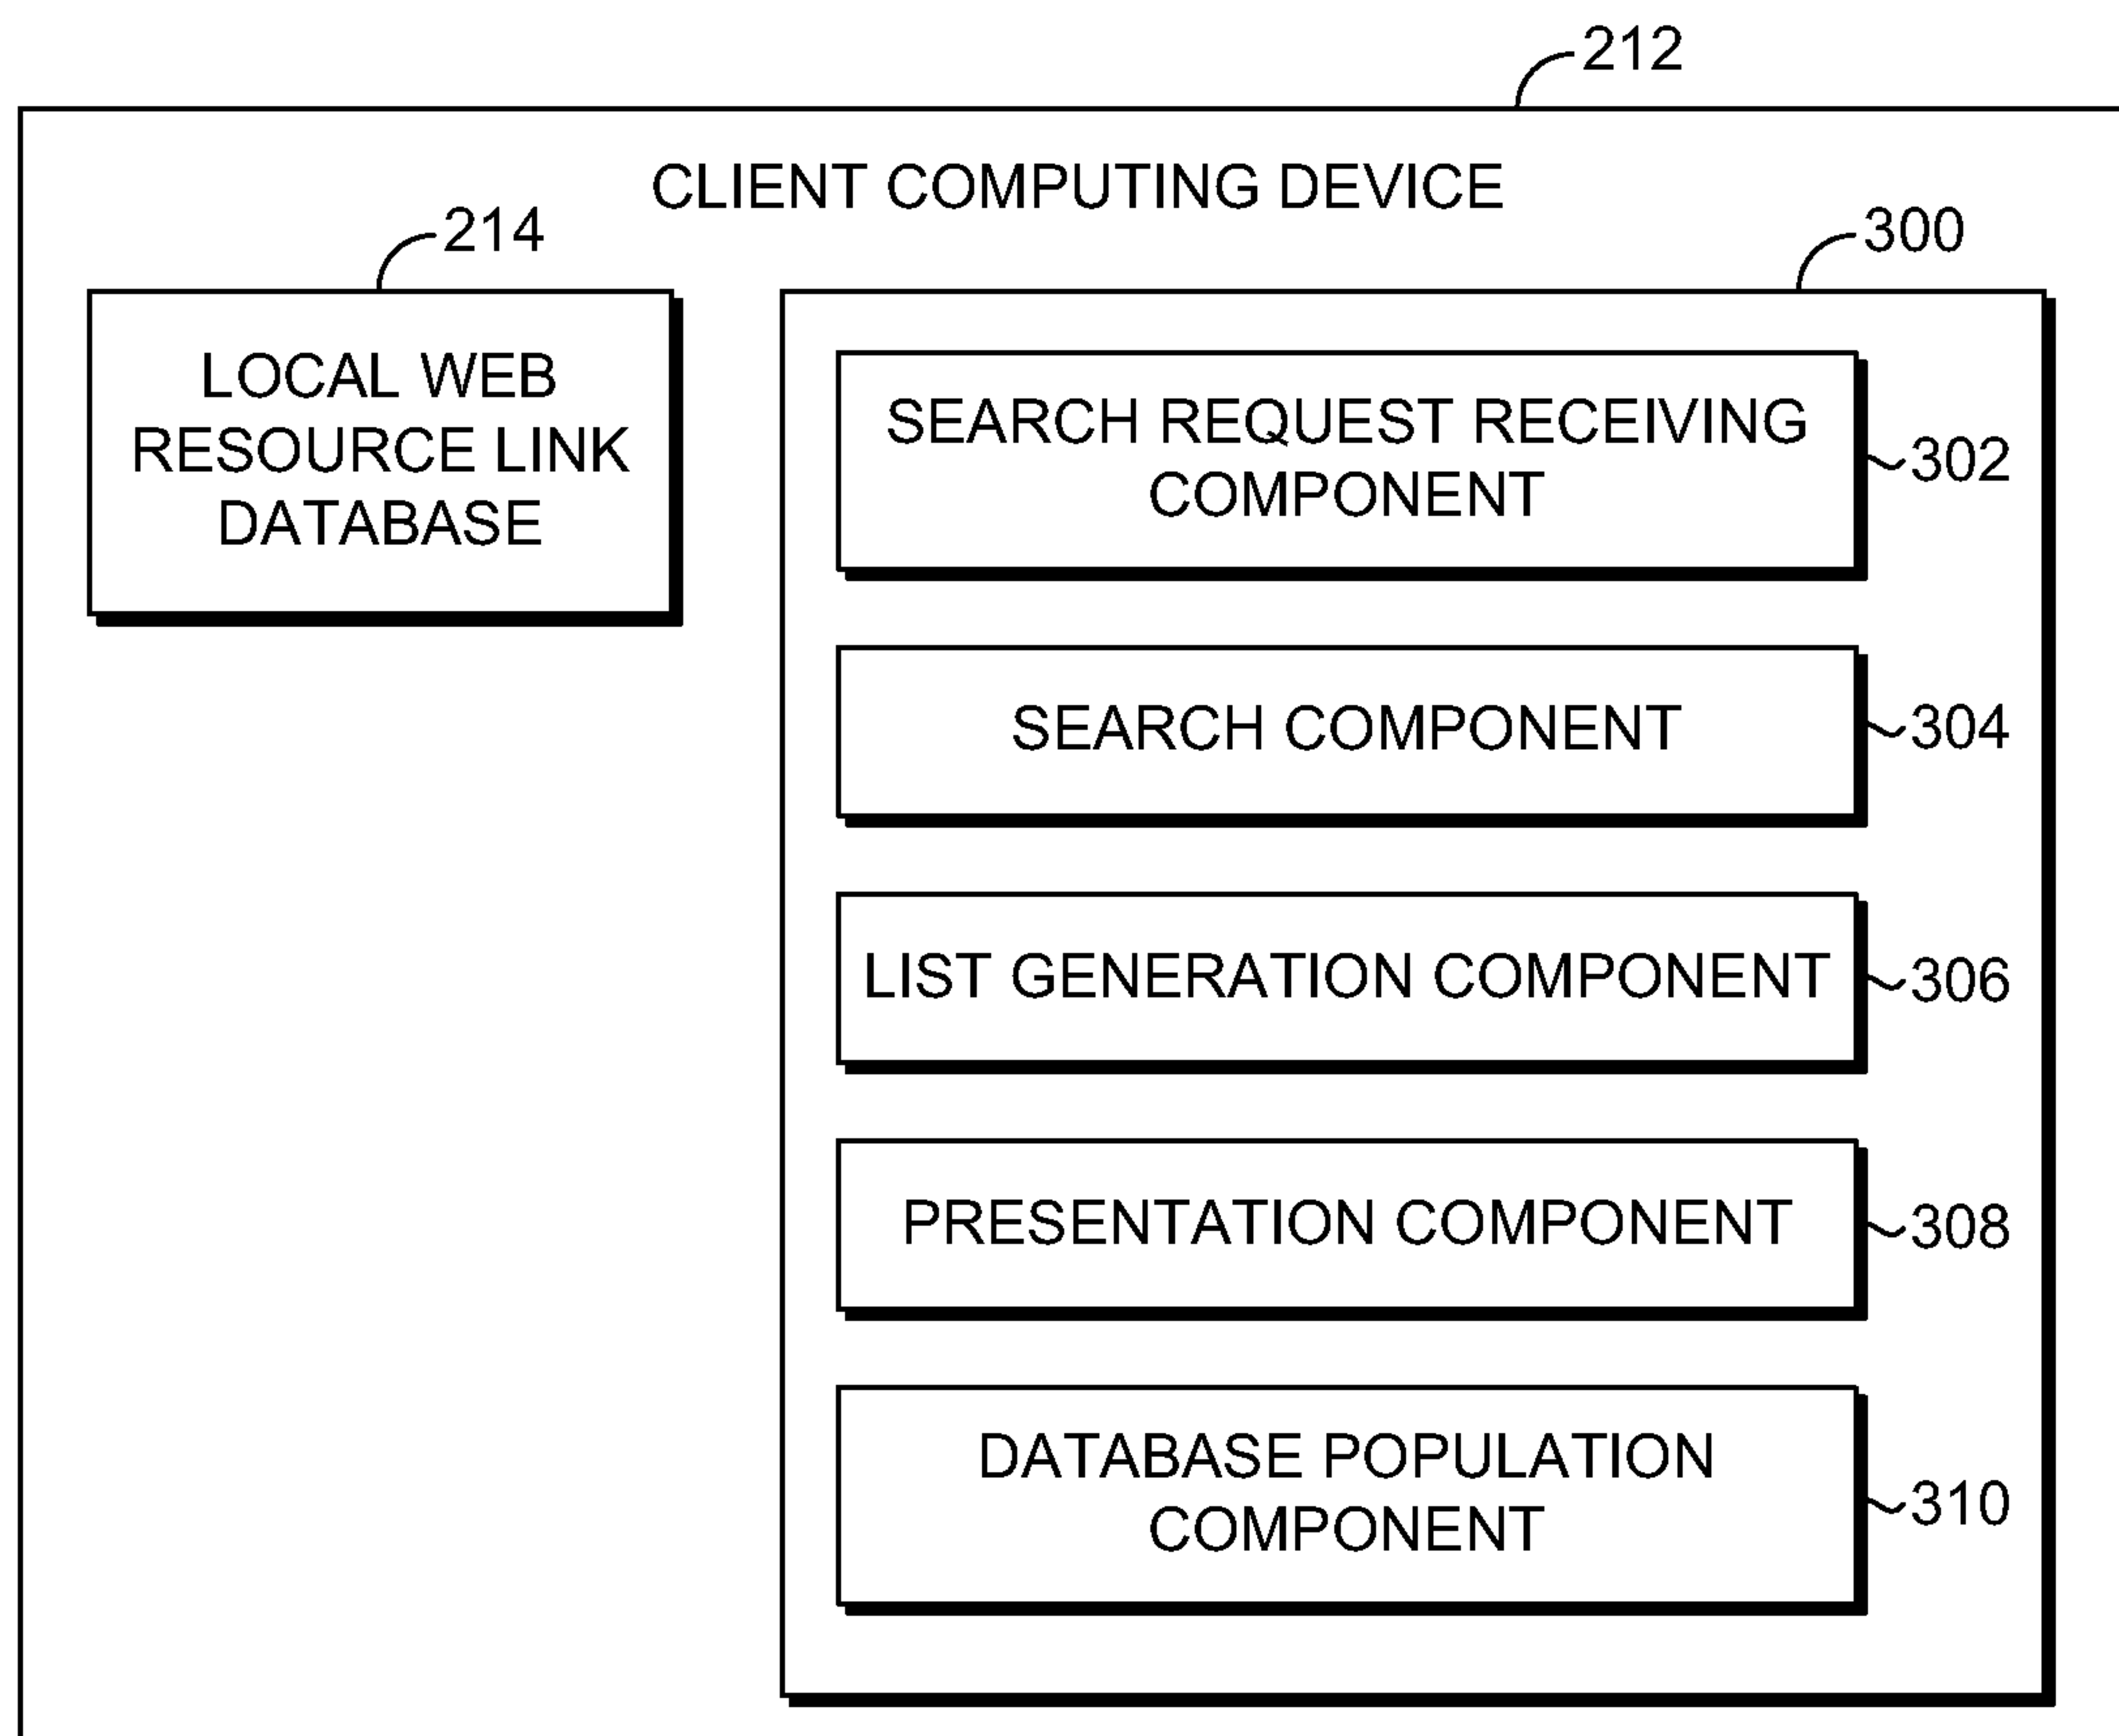 212
CLIENT COMPUTING DEVICE
214
300
LOCAL WEB
RESOURCE LINK
DATABASE
SEARCH REQUEST RECEIVING
COMPONENT
302
SEARCH COMPONENT
304
LIST GENERATION COMPONENT
306
PRESENTATION COMPONENT
308
DATABASE POPULATION
COMPONENT
310